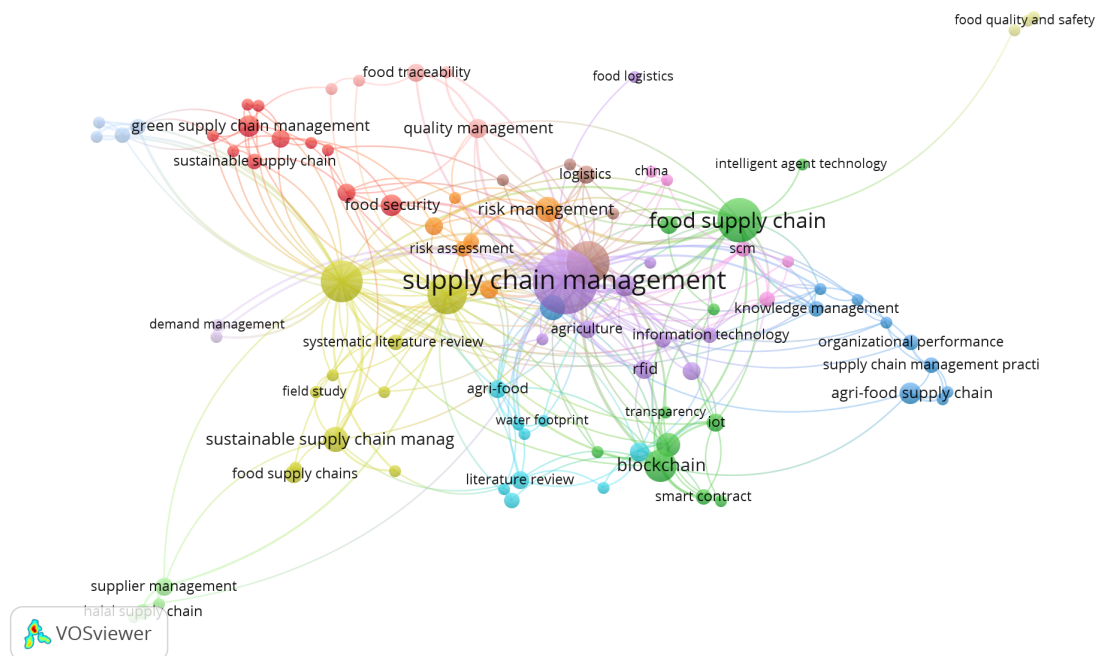 food quality and safety
food traceability
food logistics
green supply chain management
quality management
sustainable supply chain
logistics
china
intelligent agent technology
food security
risk management
food supply chain
risk assessment
scm
supply chain management
knowledge management
demand management
agriculture
information technology
systematic literature review
organizational performance
supply chain management practi
rfid
field study
agri-food
agri-food supply chain
water footprint
transparency
iot
sustainable supply chain manag
food supply chains
literature review
blockchain
smart contract
supplier management
halal supply chain
VOSviewer